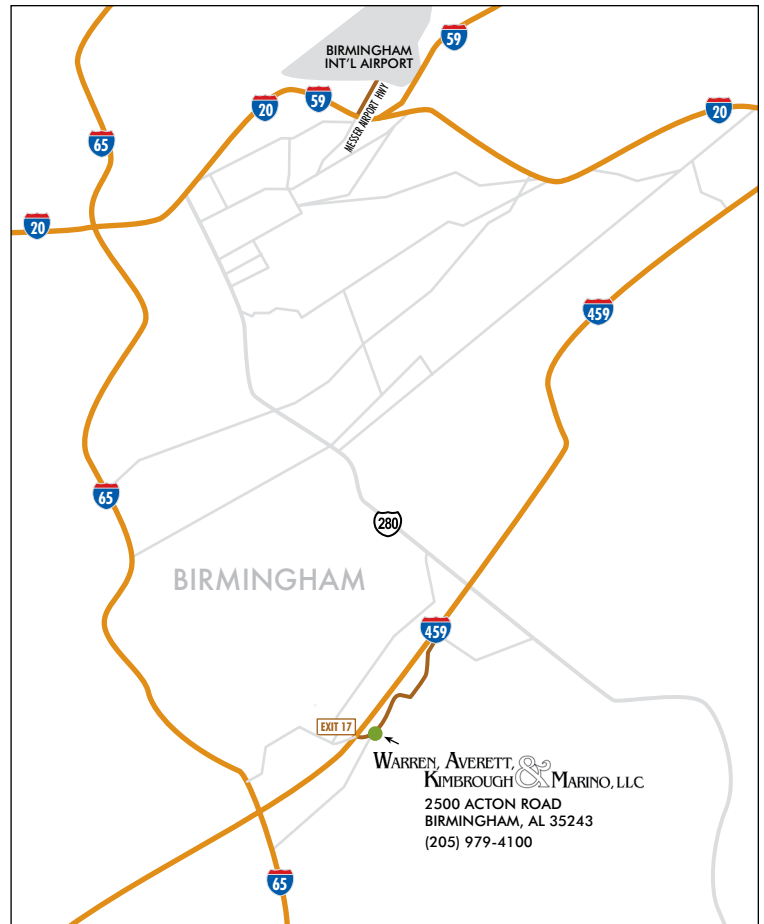 59
BIRMINGHAM
INT'L AIRPORT
59
20
20
MESSER AIRPORT HWY
65
20
459
65
280
BIRMINGHAM
459
EXIT 17
WARREN, AVERETT,
KIMBROUGH & MARINO, LLC
2500 ACTON ROAD
BIRMINGHAM, AL 35243
(205) 979-4100
65